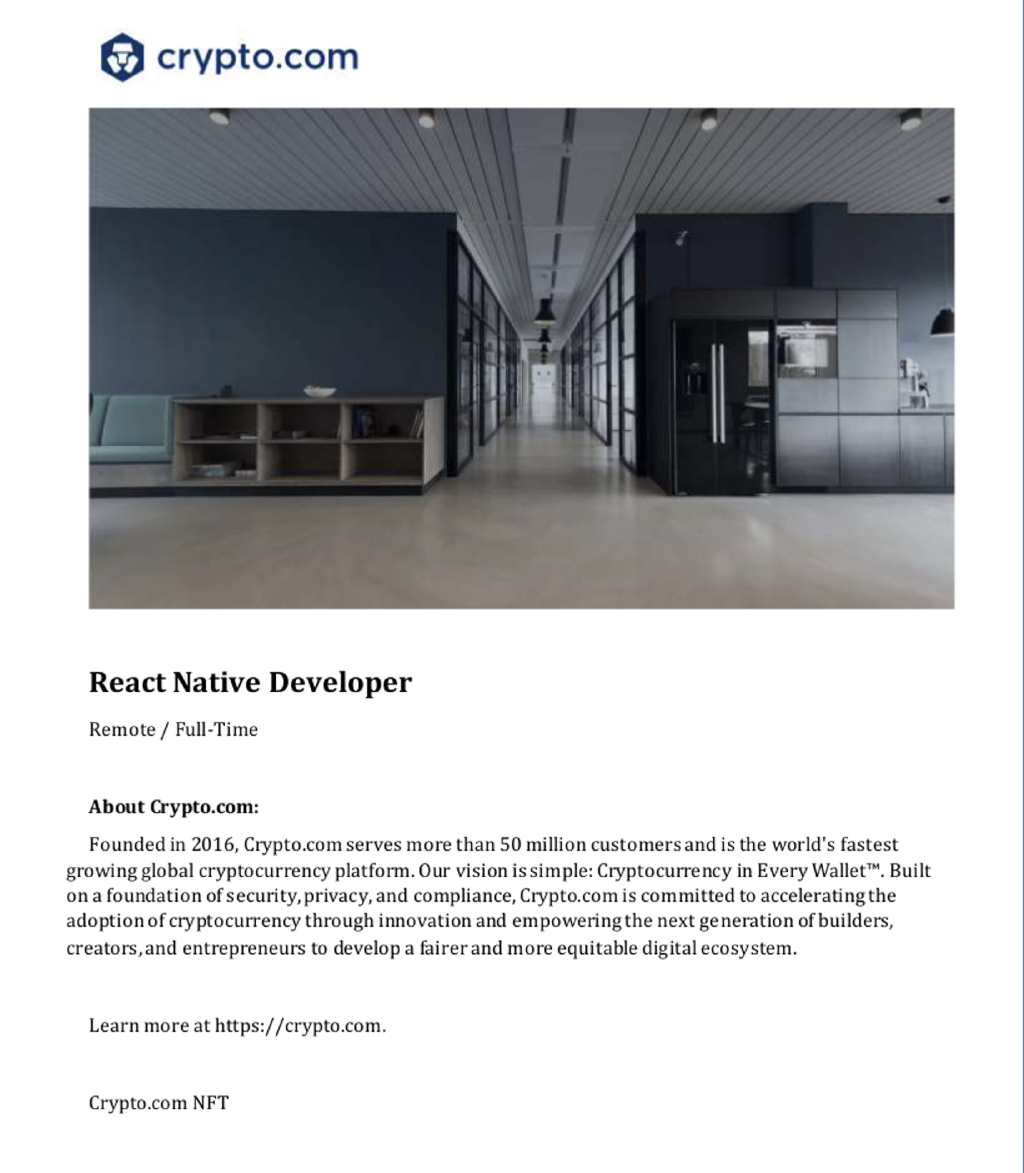 crypto.com
React Native Developer
Remote / Full-Time
About Crypto.com:
Founded in 2016, Crypto.com serves more than 50 million customers and is the world's fastest
growing global cryptocurrency platform. Our vision is simple: Cryptocurrency in Every Wallet™. Built
on a foundation of security, privacy, and compliance, Crypto.com is committed to accelerating the
adoption of cryptocurrency through innovation and empowering the next generation of builders,
creators, and entrepreneurs to develop a fairer and more equitable digital ecosystem.
Learn more at https://crypto.com.
Crypto.com NFT